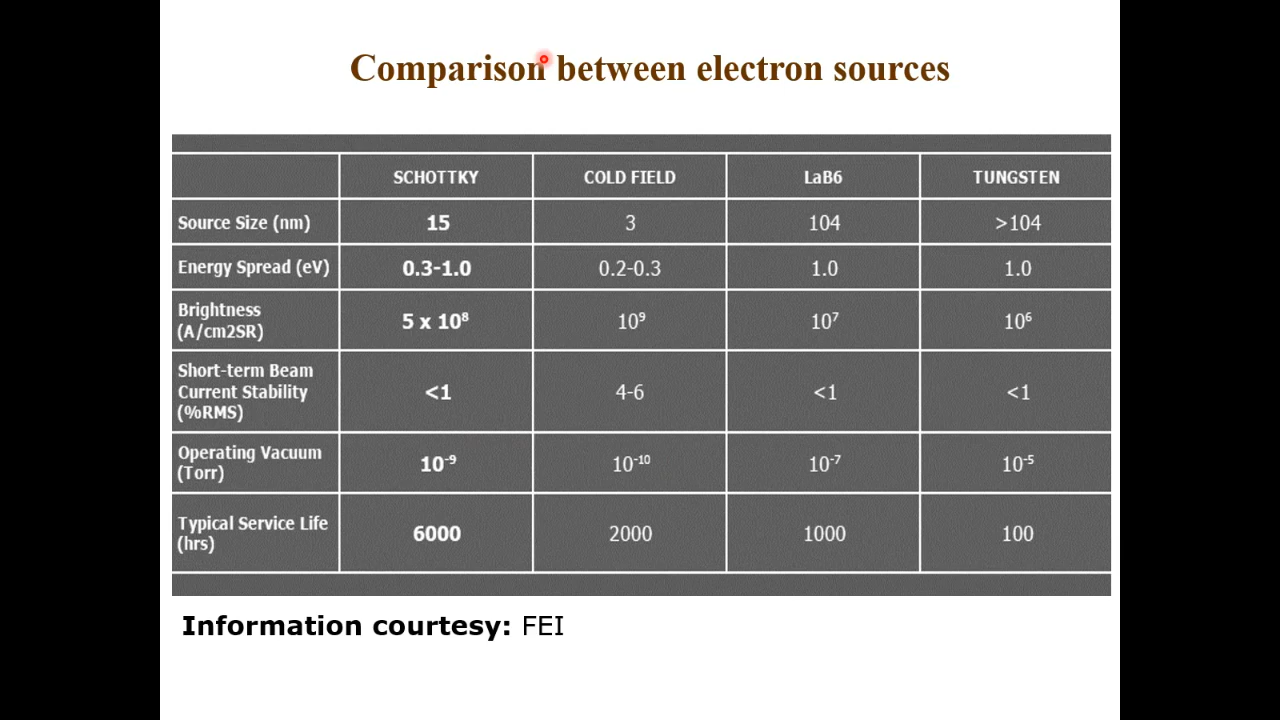 Comparison between electron sources
SCHOTTKY COLD FIELD LaB6 TUNGSTEN
Source Size (nm) 15 3 104 >104
Energy Spread (eV) 0.3-1.0 0.2-0.3 1.0 1.0
Brightness
(A/cm2SR) 5 x 10⁸ 10⁹ 10⁷ 10⁶
Short-term Beam
Current Stability
(%RMS) <1 4-6 <1 <1
Operating Vacuum
(Torr) 10⁻⁹ 10⁻¹⁰ 10⁻⁷ 10⁻⁵
Typical Service Life
(hrs) 6000 2000 1000 100
Information courtesy: FEI